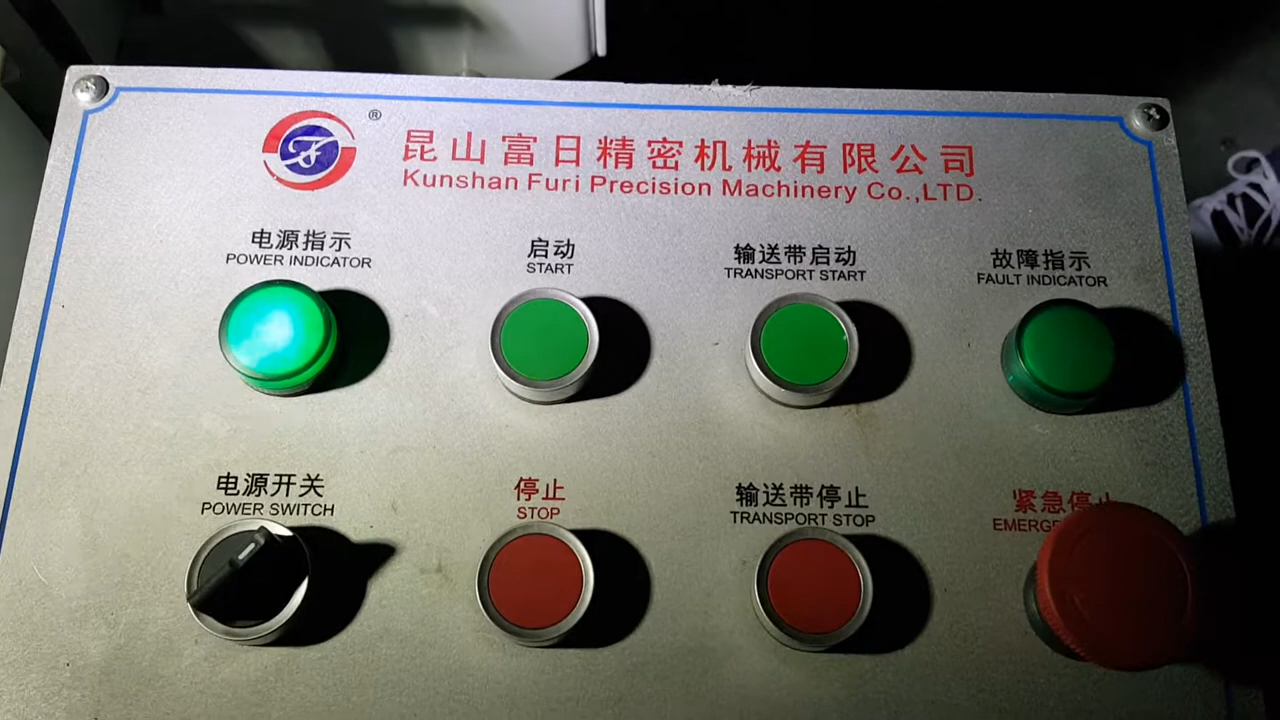 ®
昆山富日精密机械有限公司
Kunshan Furi Precision Machinery Co.,LTD.
电源指示
POWER INDICATOR
启动
START
输送带启动
TRANSPORT START
故障指示
FAULT INDICATOR
电源开关
POWER SWITCH
停止
STOP
输送带停止
TRANSPORT STOP
紧急停止